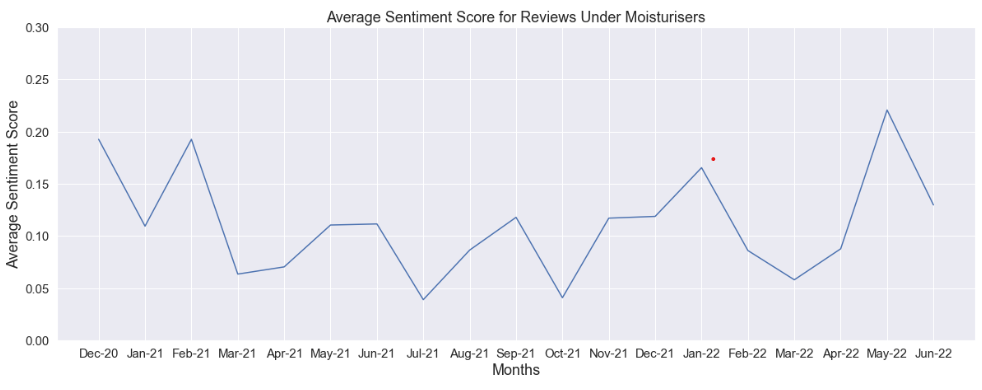 Average Sentiment Score for Reviews Under Moisturisers
Average Sentiment Score
0.30
0.25
0.20
0.15
0.10
0.05
0.00
Dec-20 Jan-21 Feb-21 Mar-21 Apr-21 May-21 Jun-21 Jul-21 Aug-21 Sep-21 Oct-21 Nov-21 Dec-21 Jan-22 Feb-22 Mar-22 Apr-22 May-22 Jun-22
Months